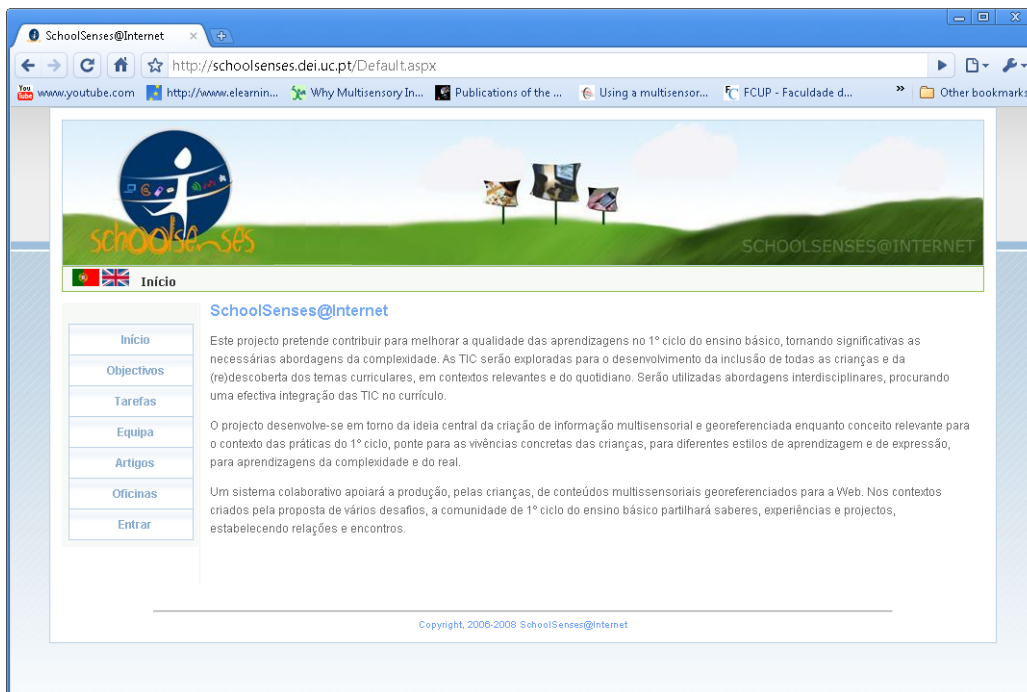 SchoolSenses@Internet
http://schoolsenses.dei.uc.pt/Default.aspx
www.youtube.com http://www.elearnin... Why Multisensory In... Publications of the ... Using a multisensor... FCUP - Faculdade d... » Other bookmarks
schoolsenses
SCHOOLSENSES@INTERNET
Início
SchoolSenses@Internet
Início
Objectivos
Tarefas
Equipa
Artigos
Oficinas
Entrar
Este projecto pretende contribuir para melhorar a qualidade das aprendizagens no 1º ciclo do ensino básico, tornando significativas as
necessárias abordagens da complexidade. As TIC serão exploradas para o desenvolvimento da inclusão de todas as crianças e da
(re)descoberta dos temas curriculares, em contextos relevantes e do quotidiano. Serão utilizadas abordagens interdisciplinares, procurando
uma efectiva integração das TIC no currículo.
O projecto desenvolve-se em torno da ideia central da criação de informação multisensorial e georeferenciada enquanto conceito relevante para
o contexto das práticas do 1º ciclo, ponte para as vivências concretas das crianças, para diferentes estilos de aprendizagem e de expressão,
para aprendizagens da complexidade e do real.
Um sistema colaborativo apoiará a produção, pelas crianças, de conteúdos multissensoriais georeferenciados para a Web. Nos contextos
criados pela proposta de vários desafios, a comunidade de 1º ciclo do ensino básico partilhará saberes, experiências e projectos,
estabelecendo relações e encontros.
Copyright, 2006-2008 SchoolSenses@Internet